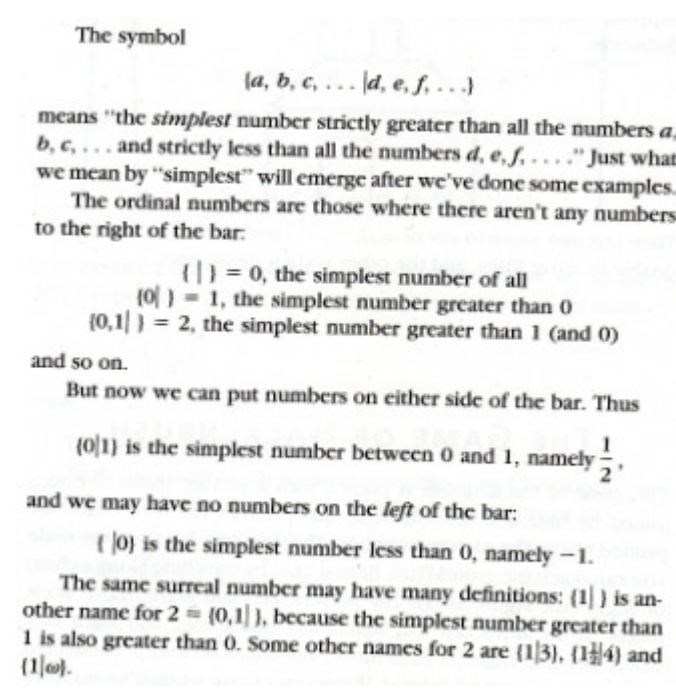 The symbol
{a, b, c, . . . |d, e, f, . . .}
means "the simplest number strictly greater than all the numbers a,
b, c, . . . and strictly less than all the numbers d, e, f, . . . ." Just what
we mean by "simplest" will emerge after we've done some examples.
The ordinal numbers are those where there aren't any numbers
to the right of the bar:
{ | } = 0, the simplest number of all
{0| } = 1, the simplest number greater than 0
{0,1| } = 2, the simplest number greater than 1 (and 0)
and so on.
But now we can put numbers on either side of the bar. Thus
{0|1} is the simplest number between 0 and 1, namely 1/2,
and we may have no numbers on the left of the bar:
{ |0} is the simplest number less than 0, namely −1.
The same surreal number may have many definitions: {1| } is an-
other name for 2 = {0,1| }, because the simplest number greater than
1 is also greater than 0. Some other names for 2 are {1|3}, {|4} and
{1|ω}.